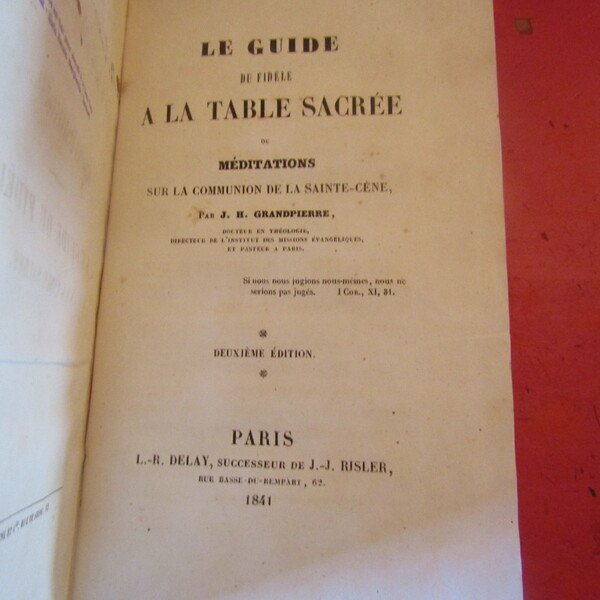 LE GUIDE
DU FIDÈLE
A LA TABLE SACRÉE
OU
MÉDITATIONS
SUR LA COMMUNION DE LA SAINTE-CÈNE,
PAR J. H. GRANDPIERRE,
DOCTEUR EN THÉOLOGIE,
DIRECTEUR DE L'INSTITUT DES MISSIONS ÉVANGÉLIQUES,
ET PASTEUR A PARIS.
Si nous nous jugions nous-mêmes, nous ne
serions pas jugés. I COR., XI, 31.
DEUXIÈME ÉDITION.
PARIS
L.-R. DELAY, SUCCESSEUR DE J.-J. RISLER,
RUE BASSE-DU-REMPART, 62.
1841